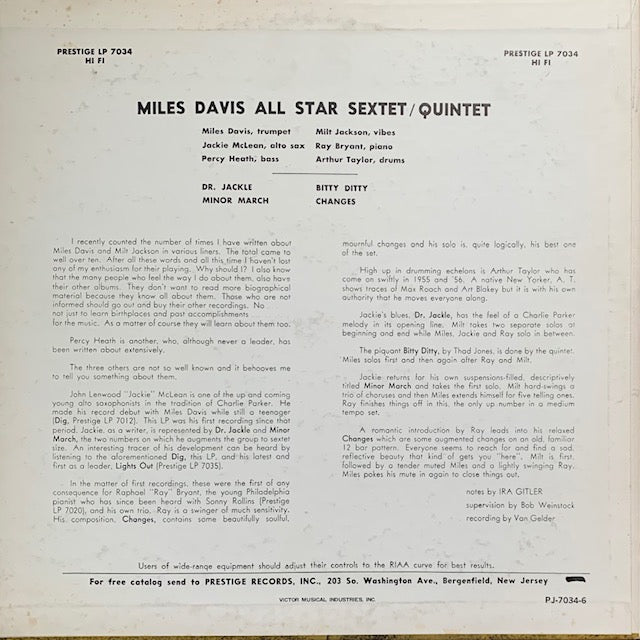 PRESTIGE LP 7034
HI FI
PRESTIGE LP 7034
HI FI
MILES DAVIS ALL STAR SEXTET/QUINTET
Miles Davis, trumpet
Jackie McLean, alto sax
Percy Heath, bass
Milt Jackson, vibes
Ray Bryant, piano
Arthur Taylor, drums
DR. JACKLE
MINOR MARCH
BITTY DITTY
CHANGES
I recently counted the number of times I have written about
Miles Davis and Milt Jackson in various liners. The total came
to well over ten. After all these words and all this time I haven't lost
any of my enthusiasm for their playing. Why should I? I also know
that the many people who feel the way I do about them, also have
their other albums. They don't want to read more biographical
material because they know all about them. Those who are not
informed should go out and buy their other recordings. No . . .
not just to learn birthplaces and past accomplishments . . .
for the music. As a matter of course they will learn about them too.
Percy Heath is another, who, although never a leader, has
been written about extensively.
The three others are not so well known and it behooves me
to tell you something about them.
John Lenwood "Jackie" McLean is one of the up and coming
young alto saxophonists in the tradition of Charlie Parker. He
made his record debut with Miles Davis while still a teenager
(Dig, Prestige LP 7012). This LP was his first recording since that
period. Jackie, as a writer, is represented by Dr. Jackle and Minor
March, the two numbers on which he augments the group to sextet
size. An interesting tracer of his development can be heard by
listening to the aforementioned Dig, this LP, and his latest and
first as a leader, Lights Out (Prestige LP 7035).
In the matter of first recordings, these were the first of any
consequence for Raphael "Ray" Bryant, the young Philadelphia
pianist who has since been heard with Sonny Rollins (Prestige
LP 7020), and his own trio. Ray is a swinger of much sensitivity.
His composition, Changes, contains some beautifully soulful,
mournful changes and his solo is, quite logically, his best one
of the set.
High up in drumming echelons is Arthur Taylor who has
come on swiftly in 1955 and '56. A native New Yorker, A. T.
shows traces of Max Roach and Art Blakey but it is with his own
authority that he moves everyone along.
Jackie's blues, Dr. Jackle, has the feel of a Charlie Parker
melody in its opening line. Milt takes two separate solos at
beginning and end while Miles, Jackie and Ray solo in between.
The piquant Bitty Ditty, by Thad Jones, is done by the quintet.
Miles solos first and then again after Ray and Milt.
Jackie returns for his own suspensions-filled, descriptively
titled Minor March and takes the first solo. Milt hard-swings a
trio of choruses and then Miles extends himself for five telling ones.
Ray finishes things off in this, the only up number in a medium
tempo set.
A romantic introduction by Ray leads into his relaxed
Changes which are some augmented changes on an old, familiar
12 bar pattern. Everyone seems to reach for and find a sad,
reflective beauty that kind of gets you "here". Milt is first,
followed by a tender muted Miles and a lightly swinging Ray.
Miles pokes his mute in again to close things out.
notes by IRA GITLER
supervision by Bob Weinstock
recording by Van Gelder
Users of wide-range equipment should adjust their controls to the RIAA curve for best results.
For free catalog send to PRESTIGE RECORDS, INC., 203 So. Washington Ave., Bergenfield, New Jersey
VICTOR MUSICAL INDUSTRIES, INC.
PJ-7034-6